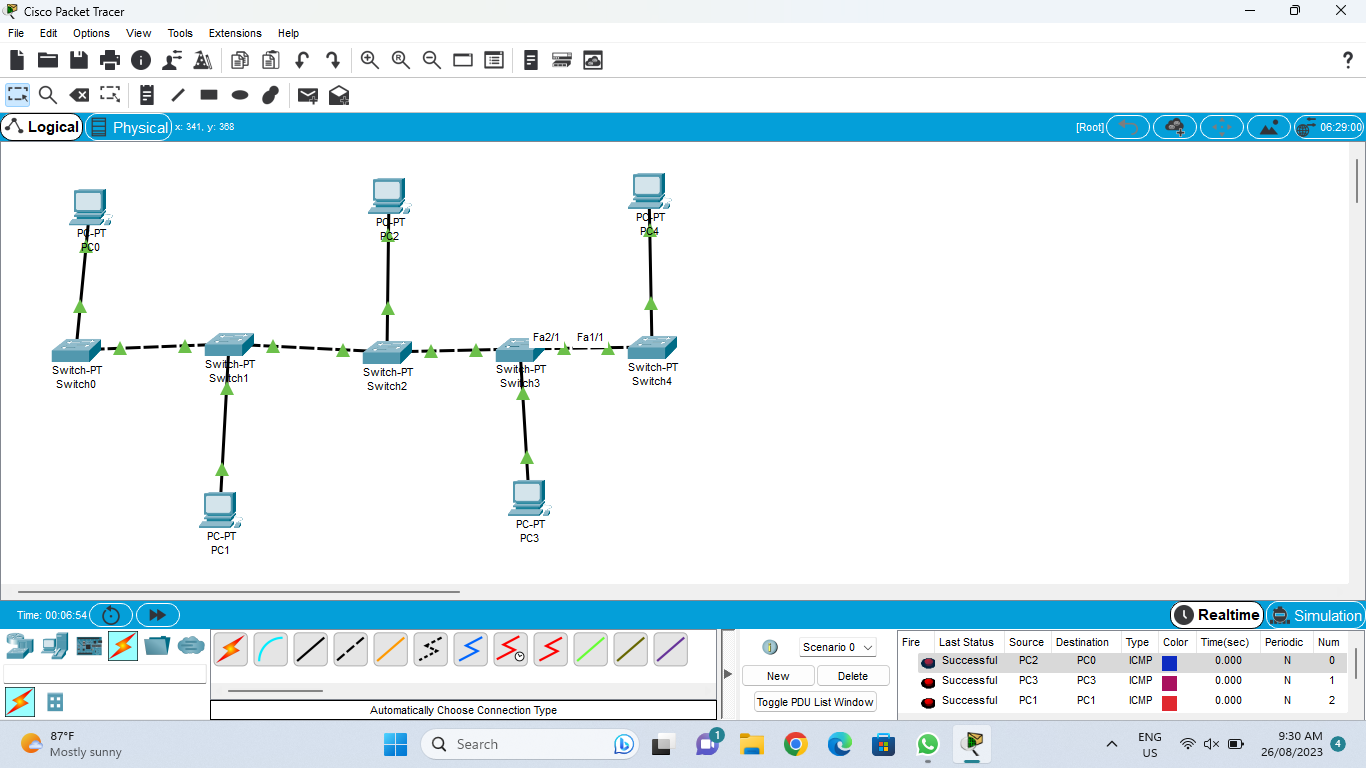 Cisco Packet Tracer
File Edit Options View Tools Extensions Help
Logical Physical x: 341, y: 368 [Root] 06:29:00
PC-PT
PC0
PC-PT
PC2
PC-PT
PC4
Fa2/1 Fa1/1
Switch-PT
Switch0
Switch-PT
Switch1
Switch-PT
Switch2
Switch-PT
Switch3
Switch-PT
Switch4
PC-PT
PC1
PC-PT
PC3
Time: 00:06:54 Realtime Simulation
Scenario 0
New Delete
Toggle PDU List Window
Automatically Choose Connection Type
Fire Last Status Source Destination Type Color Time(sec) Periodic Num
Successful PC2 PC0 ICMP 0.000 N 0
Successful PC3 PC3 ICMP 0.000 N 1
Successful PC1 PC1 ICMP 0.000 N 2
87°F
Mostly sunny
Search
1
ENG
US
9:30 AM
26/08/2023
4